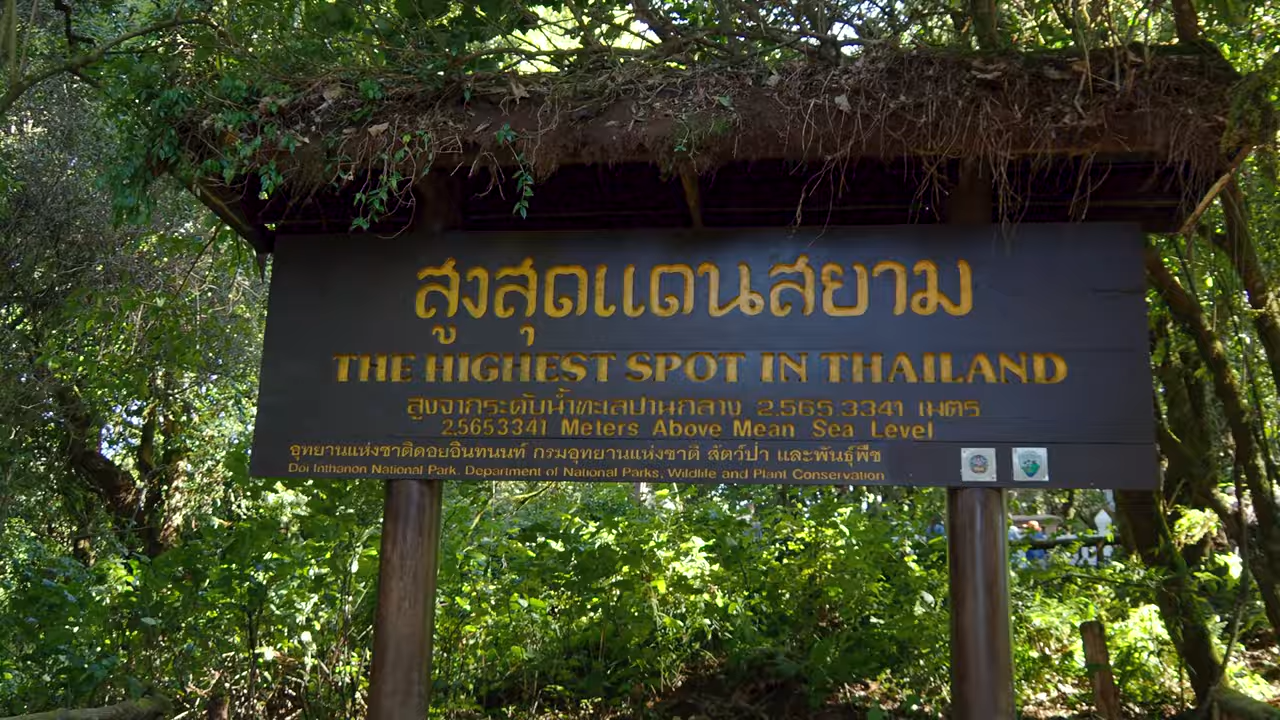 สูงสุดแดนสยาม
THE HIGHEST SPOT IN THAILAND
สูงจากระดับน้ำทะเลปานกลาง 2,565.3341 เมตร
2,565.3341 Meters Above Mean Sea Level
อุทยานแห่งชาติดอยอินทนนท์ กรมอุทยานแห่งชาติ สัตว์ป่า และพันธุ์พืช
Doi Inthanon National Park, Department of National Parks, Wildlife and Plant Conservation